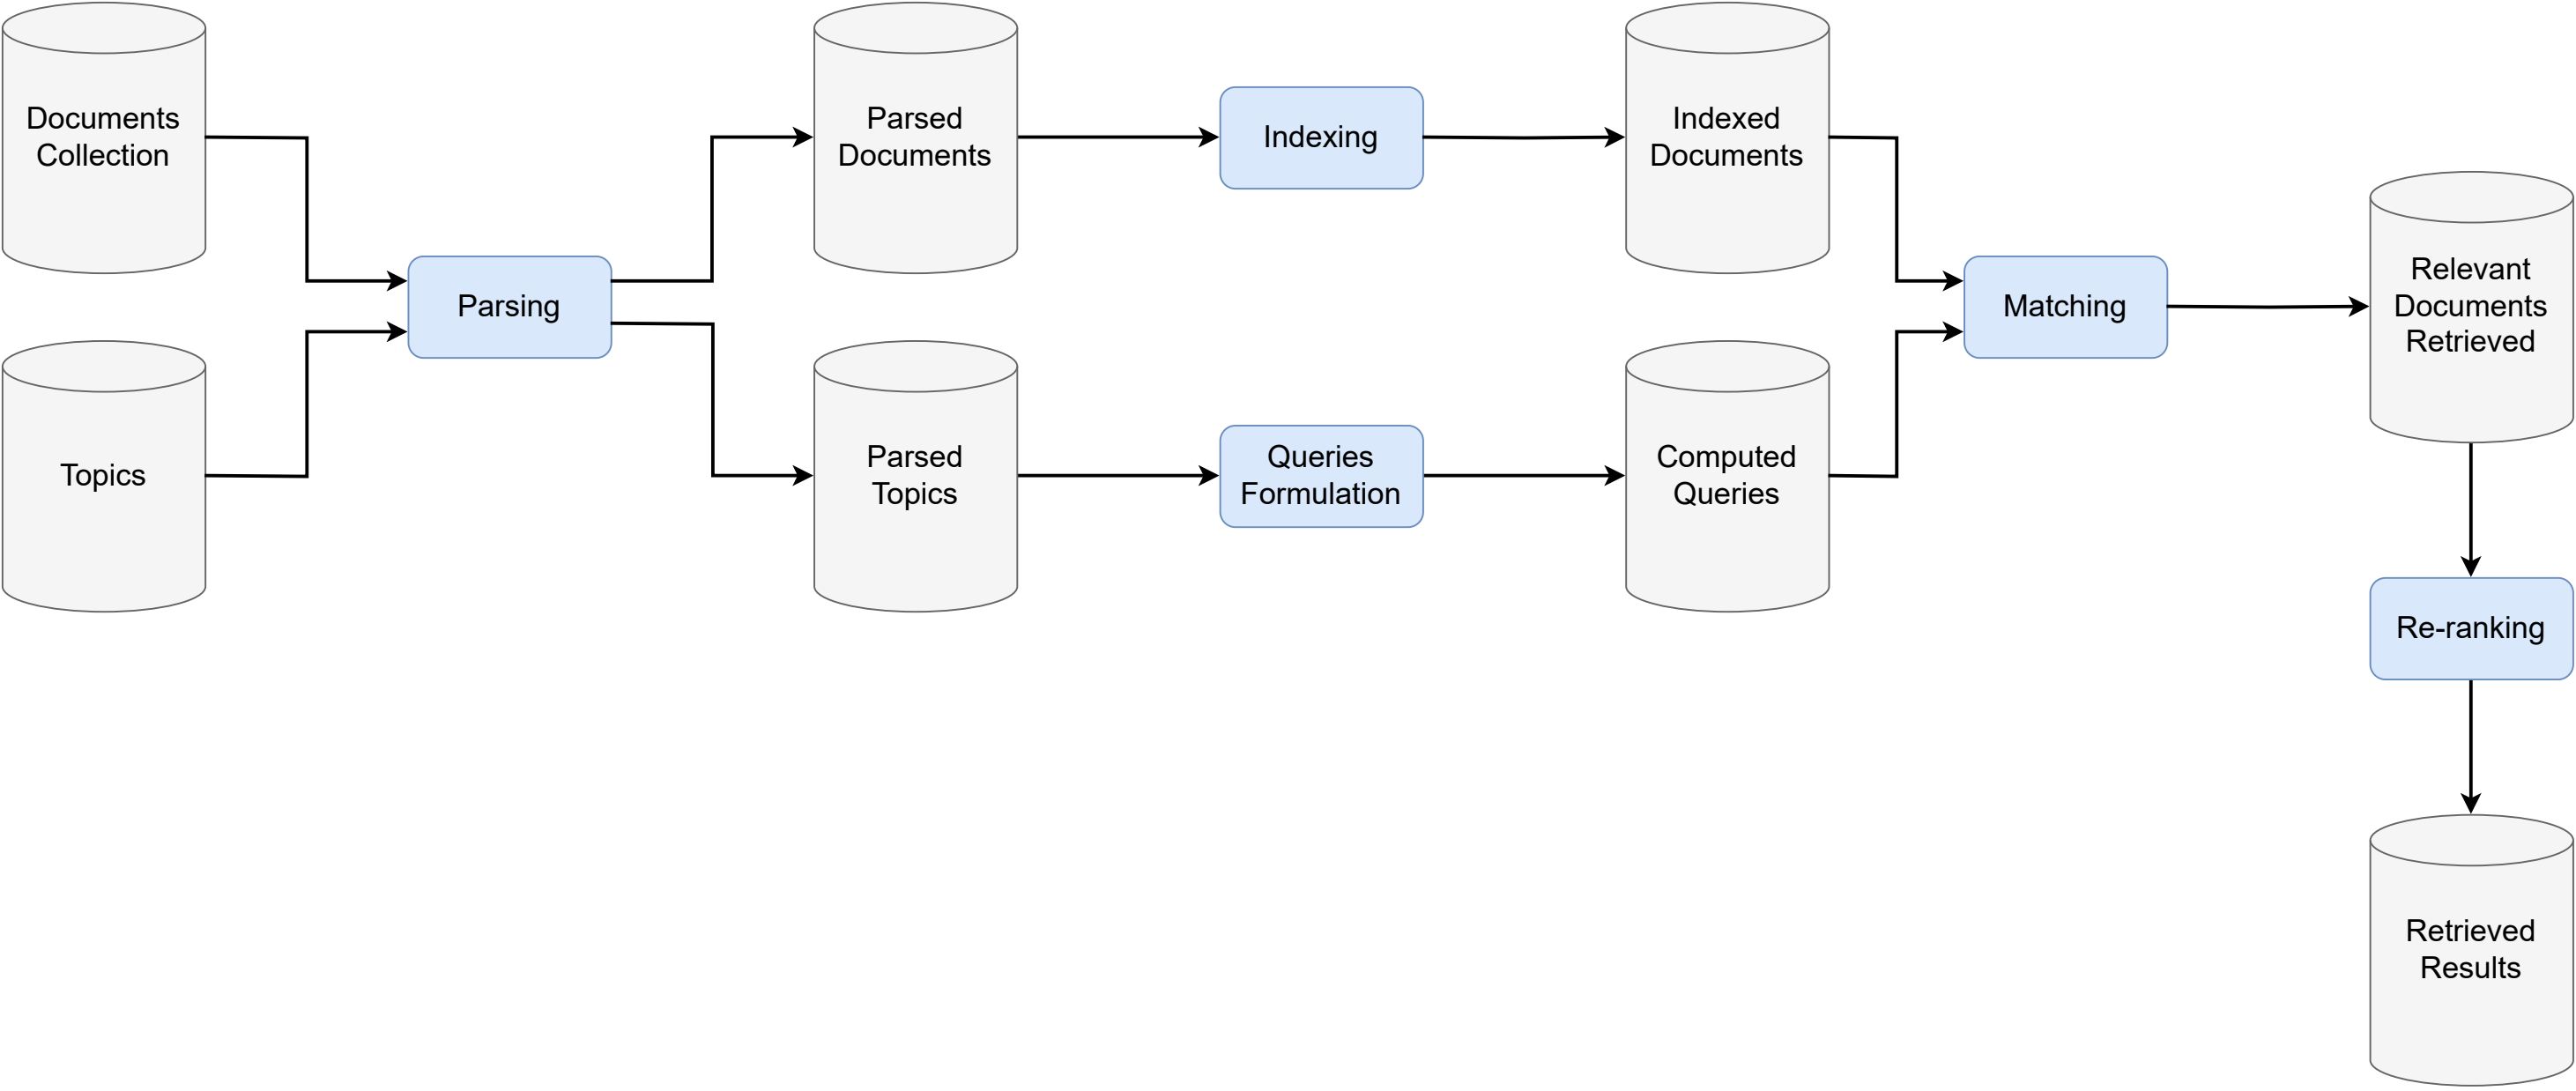 Documents
Collection
Parsed
Documents
Indexing
Indexed
Documents
Parsing
Matching
Relevant
Documents
Retrieved
Topics
Parsed
Topics
Queries
Formulation
Computed
Queries
Re-ranking
Retrieved
Results